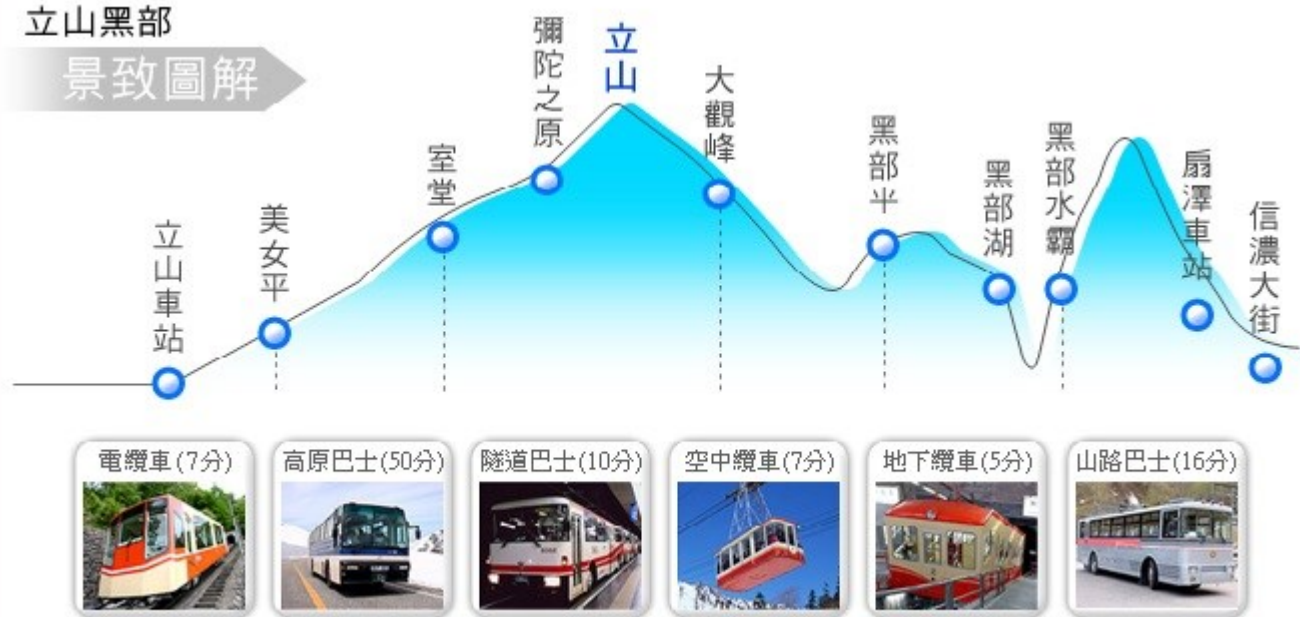 立山黑部
景致圖解
立山車站
美女平
室堂
彌陀之原
立山
大觀峰
黑部半
黑部湖
黑部水霸
扇澤車站
信濃大街
電纜車(7分)
高原巴士(50分)
隧道巴士(10分)
空中纜車(7分)
地下纜車(5分)
山路巴士(16分)